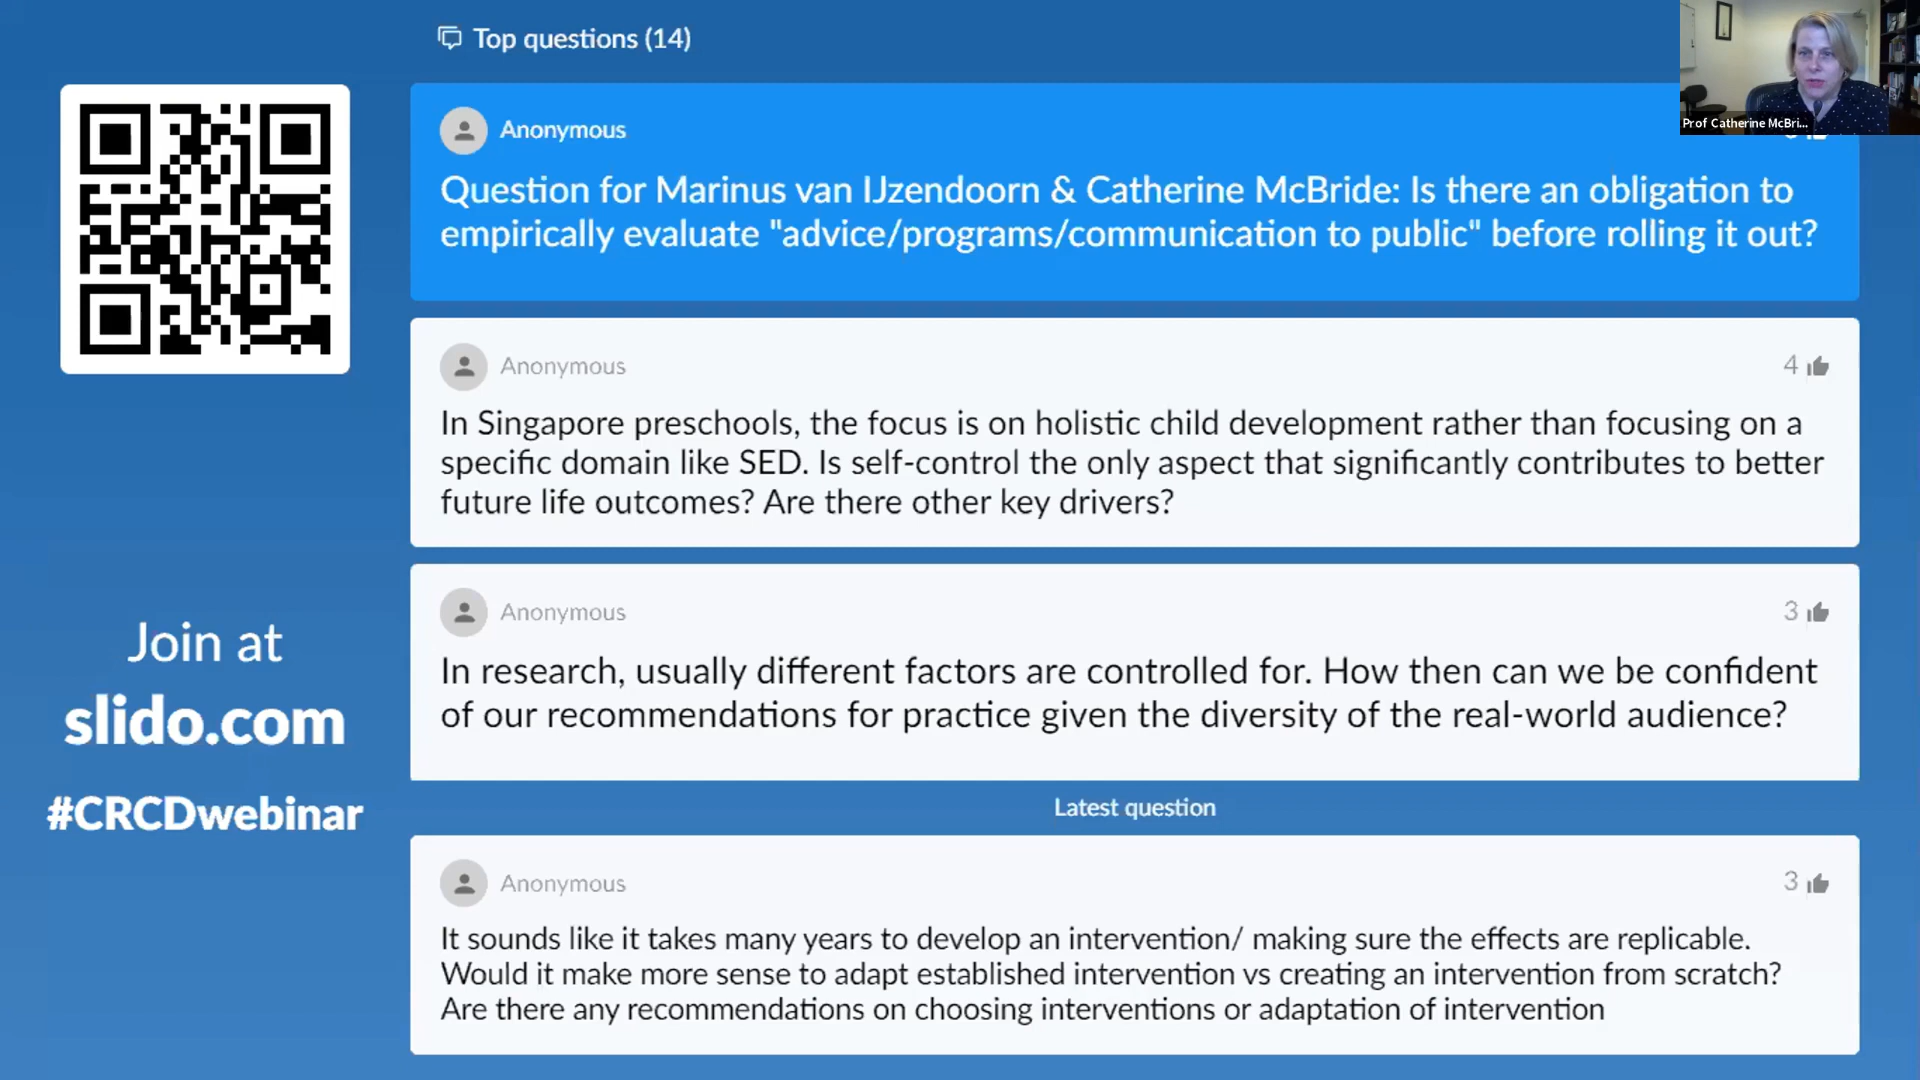 Top questions (14)
Anonymous
Question for Marinus van IJzendoorn & Catherine McBride: Is there an obligation to
empirically evaluate "advice/programs/communication to public" before rolling it out?
Prof Catherine McBri...
Anonymous
4
In Singapore preschools, the focus is on holistic child development rather than focusing on a
specific domain like SED. Is self-control the only aspect that significantly contributes to better
future life outcomes? Are there other key drivers?
Anonymous
3
In research, usually different factors are controlled for. How then can we be confident
of our recommendations for practice given the diversity of the real-world audience?
Join at
slido.com
#CRCDwebinar
Latest question
Anonymous
3
It sounds like it takes many years to develop an intervention/ making sure the effects are replicable.
Would it make more sense to adapt established intervention vs creating an intervention from scratch?
Are there any recommendations on choosing interventions or adaptation of intervention